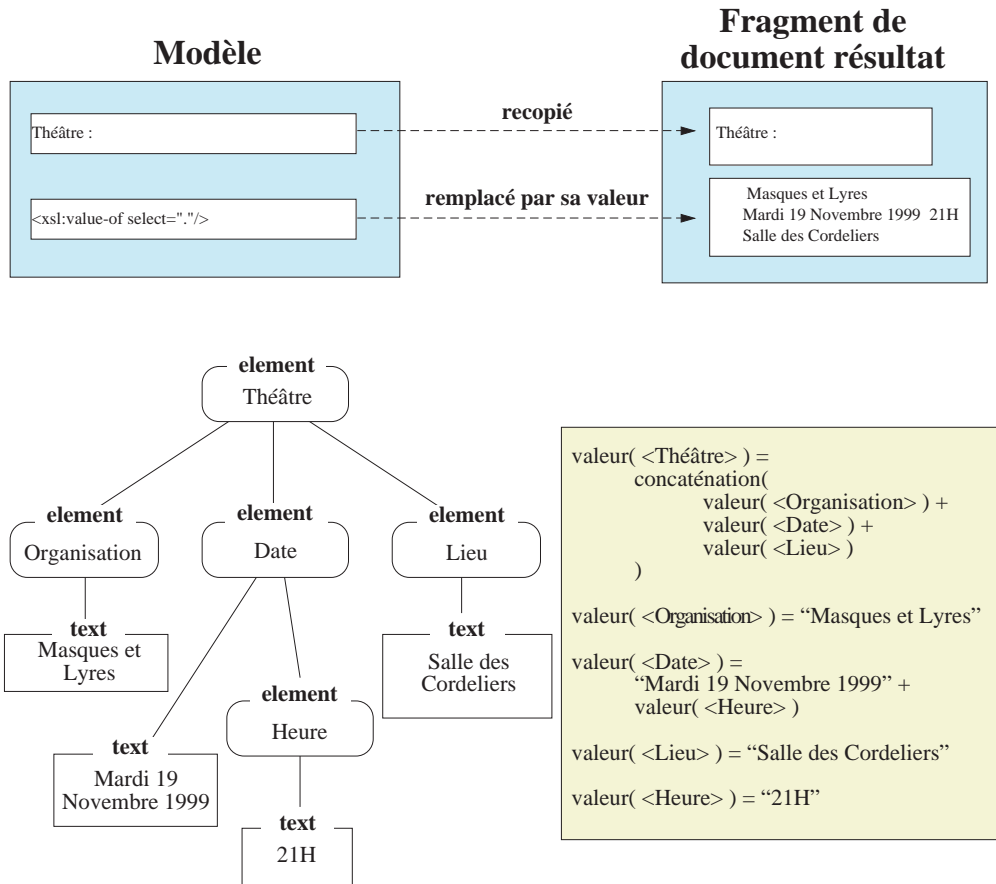 Modèle
Fragment de
document résultat
Théâtre :
recopié
Théâtre :
<xsl:value-of select="."/>
remplacé par sa valeur
Masques et Lyres
Mardi 19 Novembre 1999  21H
Salle des Cordeliers
element
Théâtre
element
Organisation
element
Date
element
Lieu
text
Masques et
Lyres
text
Salle des
Cordeliers
element
Heure
text
Mardi 19
Novembre 1999
text
21H
valeur( <Théâtre> ) =
concaténation(
valeur( <Organisation> ) +
valeur( <Date> ) +
valeur( <Lieu> )
)
valeur( <Organisation> ) = “Masques et Lyres”
valeur( <Date> ) =
“Mardi 19 Novembre 1999” +
valeur( <Heure> )
valeur( <Lieu> ) = “Salle des Cordeliers”
valeur( <Heure> ) = “21H”